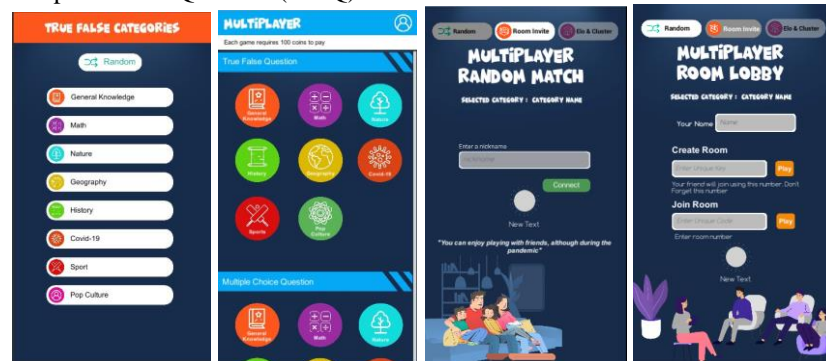 TRUE FALSE CATEGORIES
Random
General Knowledge
Math
Nature
Geography
History
Covid-19
Sport
Pop Culture
MULTIPLAYER
Each game requires 100 coins to pay
True False Question
General Knowledge
Math
Nature
History
Geography
Covid-19
Sports
Pop Culture
Multiple Choice Question
General Knowledge
Math
Nature
Random
Room Invite
Elo & Cluster
MULTIPLAYER
RANDOM MATCH
SELECTED CATEGORY : CATEGORY NAME
Enter a nickname
Connect
New Text
"You can enjoy playing with friends, although during the
pandemic"
Random
Room Invite
Elo & Cluster
MULTIPLAYER
ROOM LOBBY
SELECTED CATEGORY : CATEGORY NAME
Your Name
Name
Create Room
Enter Unique Key
Play
Your friend will join using this number. Don't
Forget this number
Join Room
Enter Unique Code
Play
Enter room number
New Text